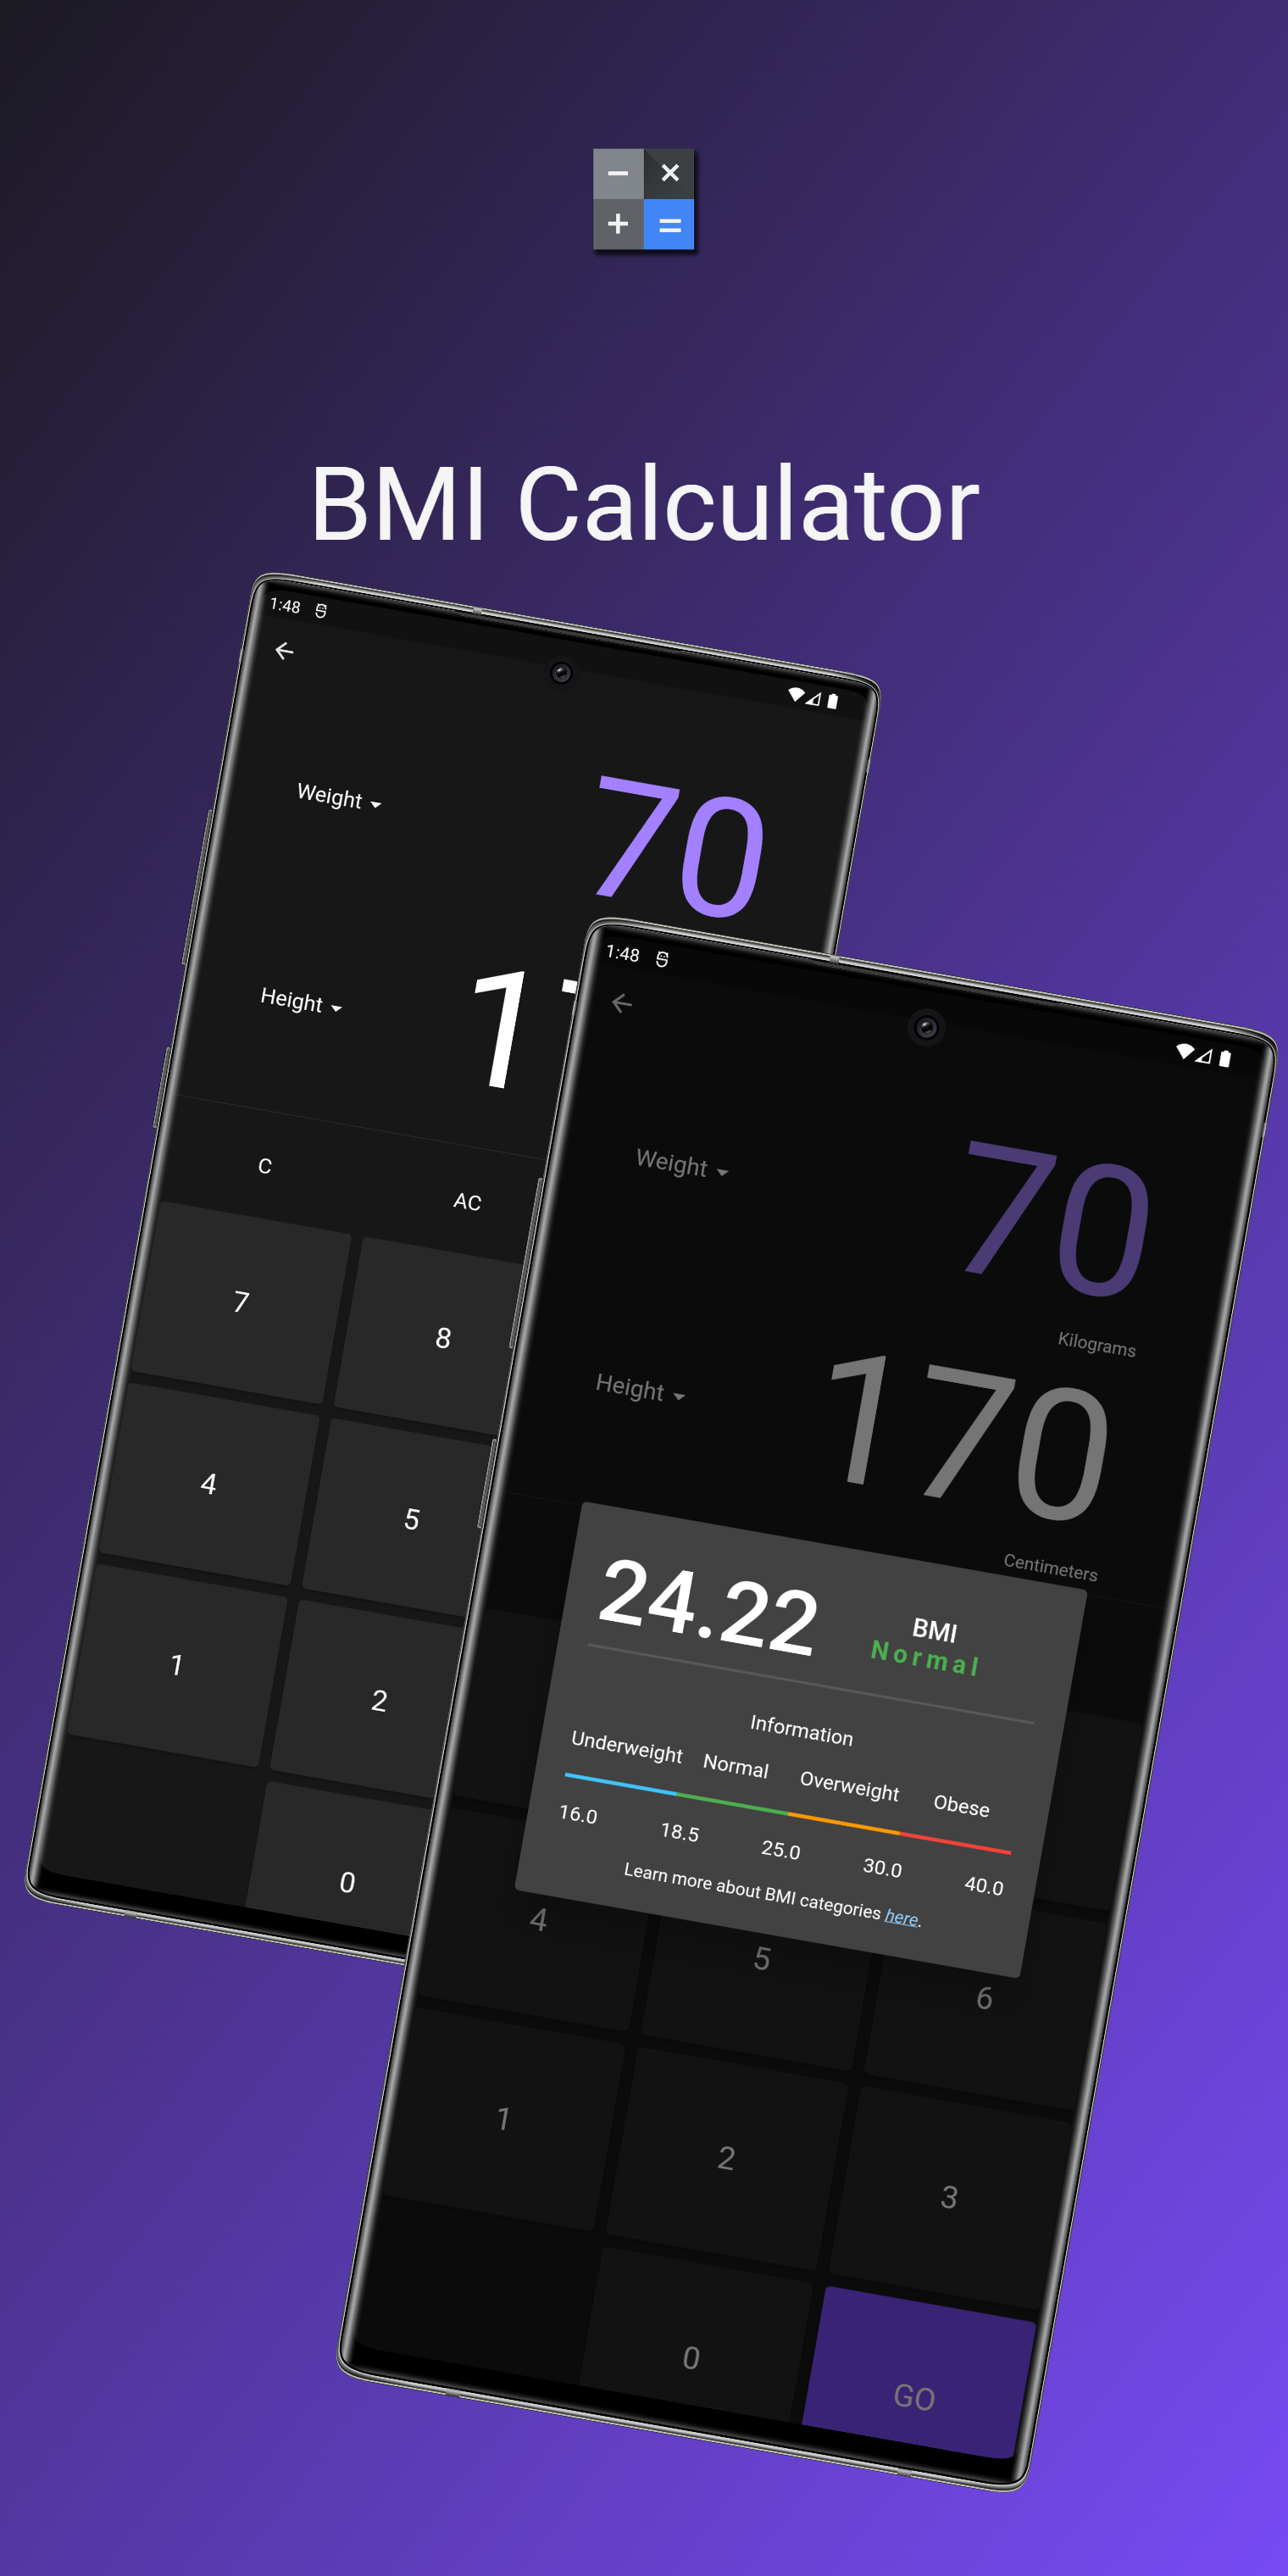 − ×
+ =
BMI Calculator
1:48
Weight
70
Height
1
C AC
7 8
4 5
1 2
0
1:48
Weight
70
Kilograms
Height
170
Centimeters
24.22 BMI
Normal
Information
Underweight Normal Overweight Obese
16.0 18.5 25.0 30.0 40.0
Learn more about BMI categories here.
4 5 6
1 2 3
0 GO